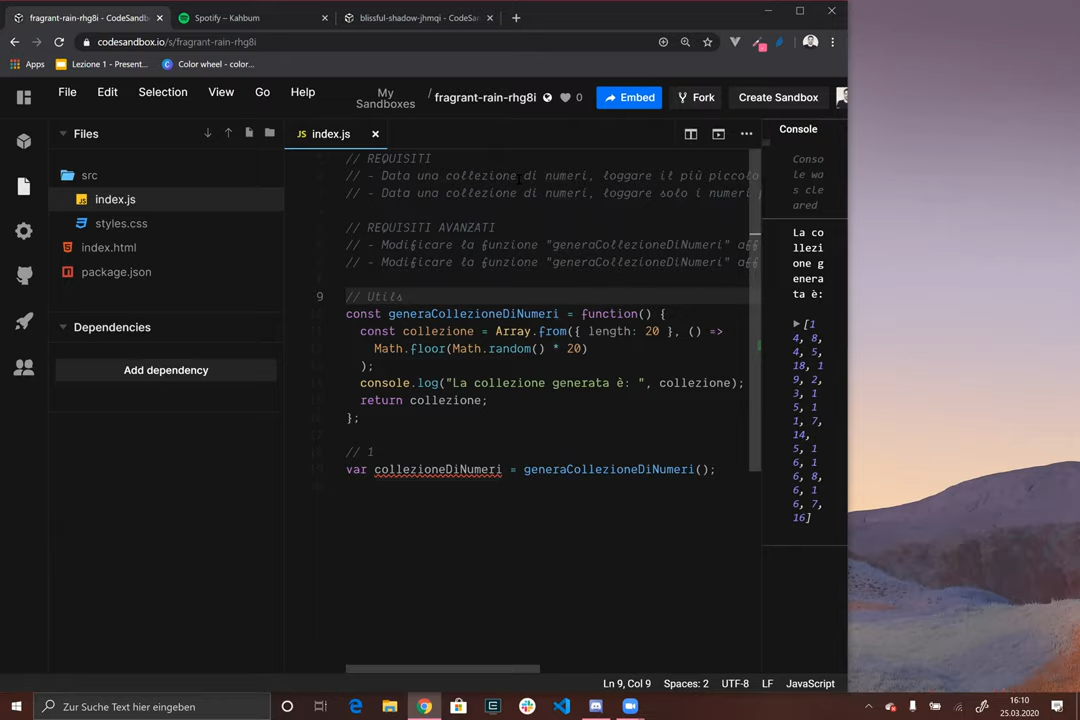 fragrant-rain-rhg8i - CodeSandb
Spotify – Kahbum
blissful-shadow-jhmqi - CodeSan
codesandbox.io/s/fragrant-rain-rhg8i
Apps
Lezione 1 - Present...
Color wheel - color...
File Edit Selection View Go Help
My Sandboxes
/ fragrant-rain-rhg8i
0
Embed
Fork
Create Sandbox
Files
src
index.js
styles.css
index.html
package.json
Dependencies
Add dependency
JS index.js
// REQUISITI
// - Data una collezione di numeri, loggare il più piccolo
// - Data una collezione di numeri, loggare solo i numeri
// REQUISITI AVANZATI
// - Modificare la funzione "generaCollezioneDiNumeri" aff
// - Modificare la funzione "generaCollezioneDiNumeri" aff
9 // Utils
const generaCollezioneDiNumeri = function() {
const collezione = Array.from({ length: 20 }, () =>
Math.floor(Math.random() * 20)
);
console.log("La collezione generata è: ", collezione);
return collezione;
};
// 1
var collezioneDiNumeri = generaCollezioneDiNumeri();
Console
Conso
le wa
s cle
ared
La co
llezi
one g
enera
ta è:
[1
4, 8,
4, 5,
18, 1
9, 2,
3, 1
5, 1
1, 7,
14,
5, 1
6, 1
6, 8,
6, 1
6, 7,
16]
Ln 9, Col 9
Spaces: 2
UTF-8
LF
JavaScript
Zur Suche Text hier eingeben
16:10
25.03.2020